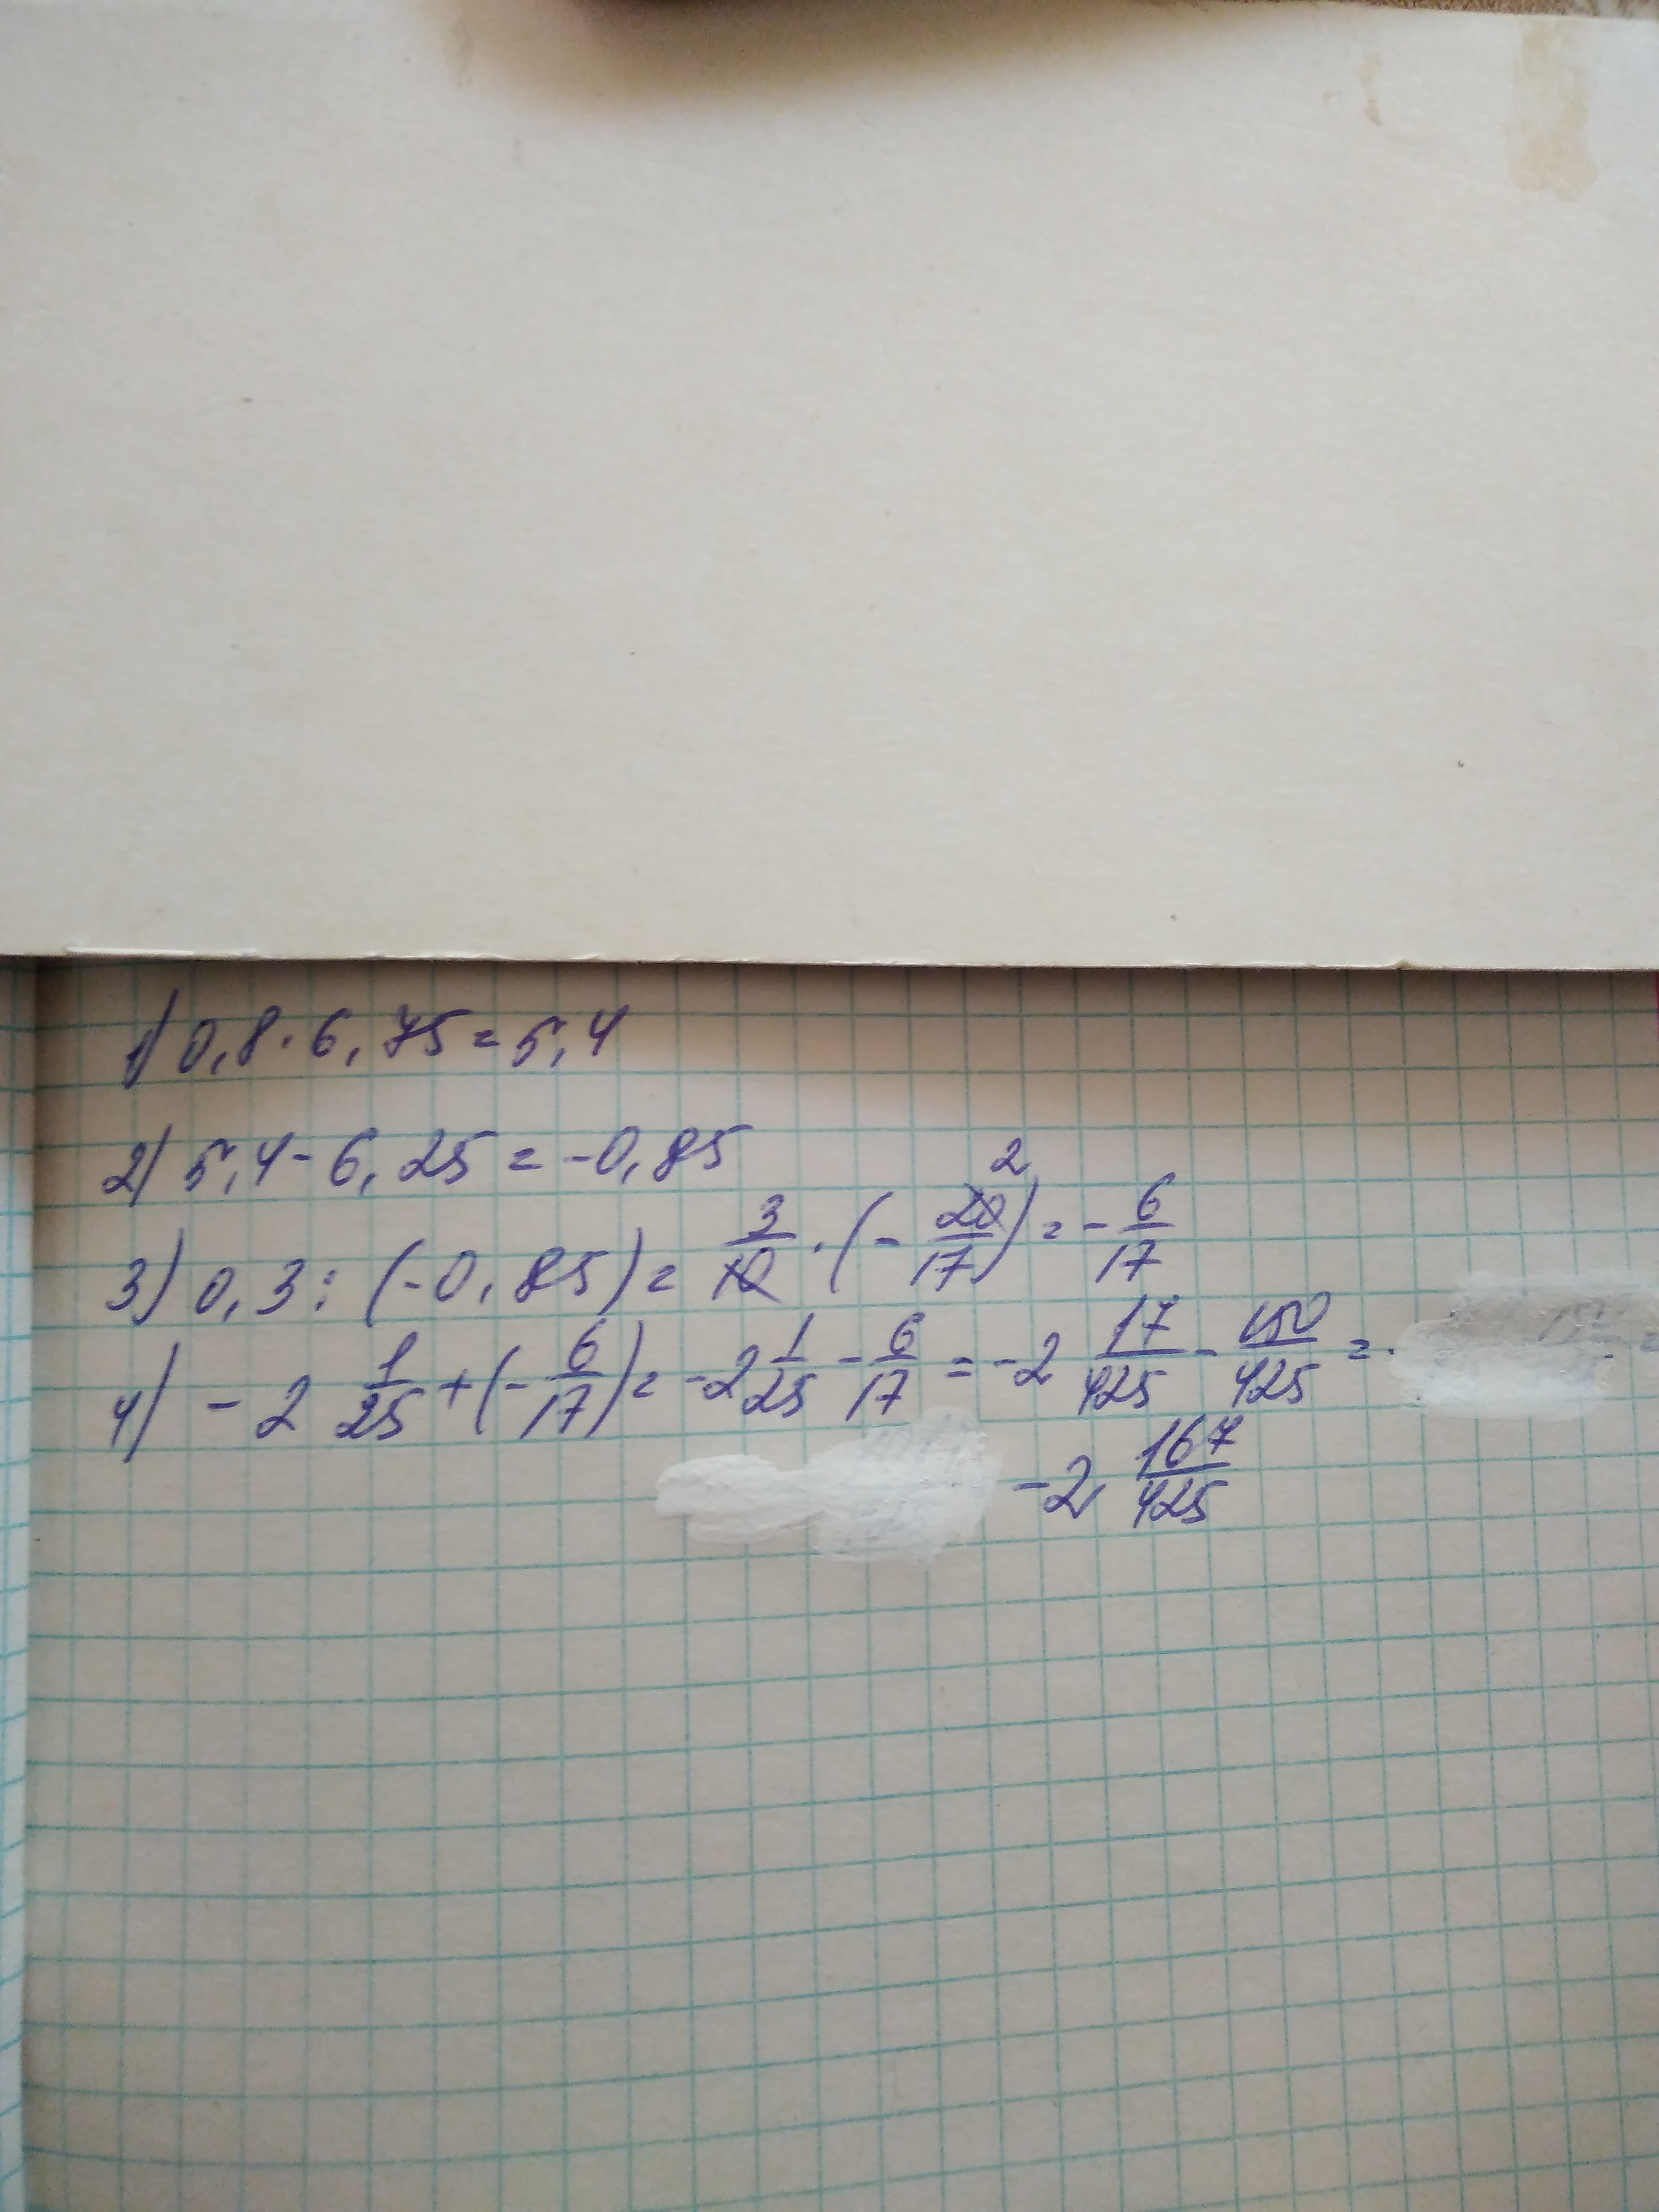 1) 0,8 · 6,75 = 5,4
2) 5,4 - 6,25 = -0,85
3) 0,3 : (-0,85) = 3/10 · (- 20/17) 2 = - 6/17
4) - 2 1/25 + (- 6/17) = -2 1/25 - 6/17 = -2 17/425 - 150/425 =
-2 167/425